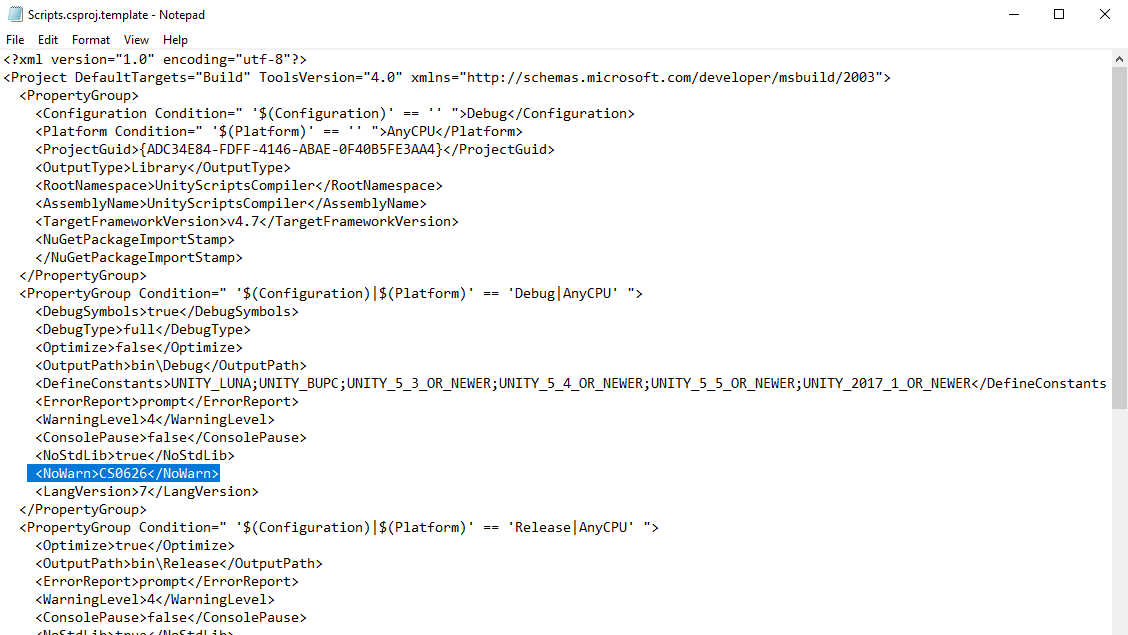 Scripts.csproj.template - Notepad
File Edit Format View Help
<?xml version="1.0" encoding="utf-8"?>
<Project DefaultTargets="Build" ToolsVersion="4.0" xmlns="http://schemas.microsoft.com/developer/msbuild/2003">
  <PropertyGroup>
    <Configuration Condition=" '$(Configuration)' == '' ">Debug</Configuration>
    <Platform Condition=" '$(Platform)' == '' ">AnyCPU</Platform>
    <ProjectGuid>{ADC34E84-FDFF-4146-ABAE-0F40B5FE3AA4}</ProjectGuid>
    <OutputType>Library</OutputType>
    <RootNamespace>UnityScriptsCompiler</RootNamespace>
    <AssemblyName>UnityScriptsCompiler</AssemblyName>
    <TargetFrameworkVersion>v4.7</TargetFrameworkVersion>
    <NuGetPackageImportStamp>
    </NuGetPackageImportStamp>
  </PropertyGroup>
  <PropertyGroup Condition=" '$(Configuration)|$(Platform)' == 'Debug|AnyCPU' ">
    <DebugSymbols>true</DebugSymbols>
    <DebugType>full</DebugType>
    <Optimize>false</Optimize>
    <OutputPath>bin\Debug</OutputPath>
    <DefineConstants>UNITY_LUNA;UNITY_BUPC;UNITY_5_3_OR_NEWER;UNITY_5_4_OR_NEWER;UNITY_5_5_OR_NEWER;UNITY_2017_1_OR_NEWER</DefineConstants
    <ErrorReport>prompt</ErrorReport>
    <WarningLevel>4</WarningLevel>
    <ConsolePause>false</ConsolePause>
    <NoStdLib>true</NoStdLib>
    <NoWarn>CS0626</NoWarn>
    <LangVersion>7</LangVersion>
  </PropertyGroup>
  <PropertyGroup Condition=" '$(Configuration)|$(Platform)' == 'Release|AnyCPU' ">
    <Optimize>true</Optimize>
    <OutputPath>bin\Release</OutputPath>
    <ErrorReport>prompt</ErrorReport>
    <WarningLevel>4</WarningLevel>
    <ConsolePause>false</ConsolePause>
    <NoStdLib>true</NoStdLib>